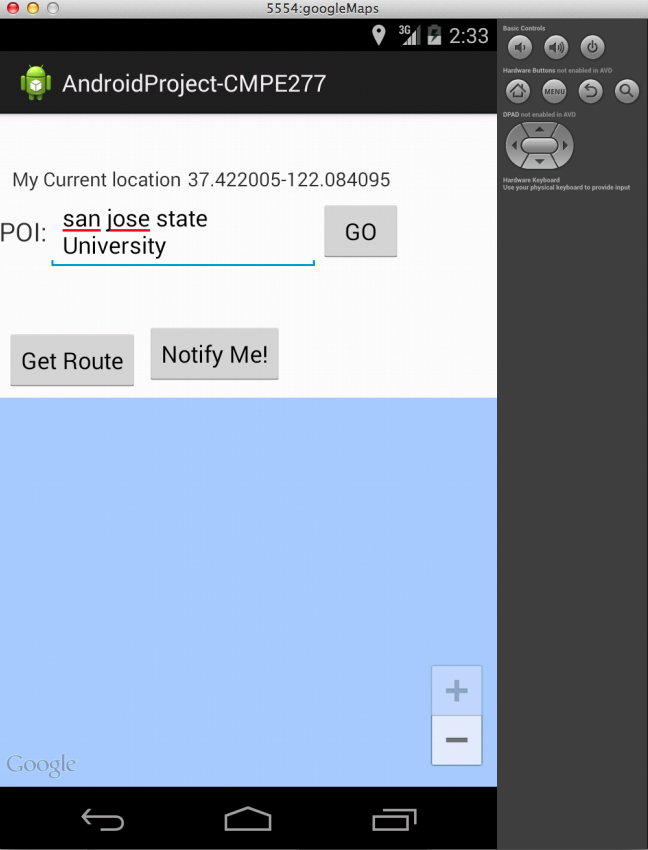 5554:googleMaps
3G 2:33
AndroidProject-CMPE277
My Current location 37.422005-122.084095
POI: san jose state
University
GO
Get Route
Notify Me!
+
−
Google
Basic Controls
Hardware Buttons not enabled in AVD
MENU
DPAD not enabled in AVD
Hardware Keyboard
Use your physical keyboard to provide input